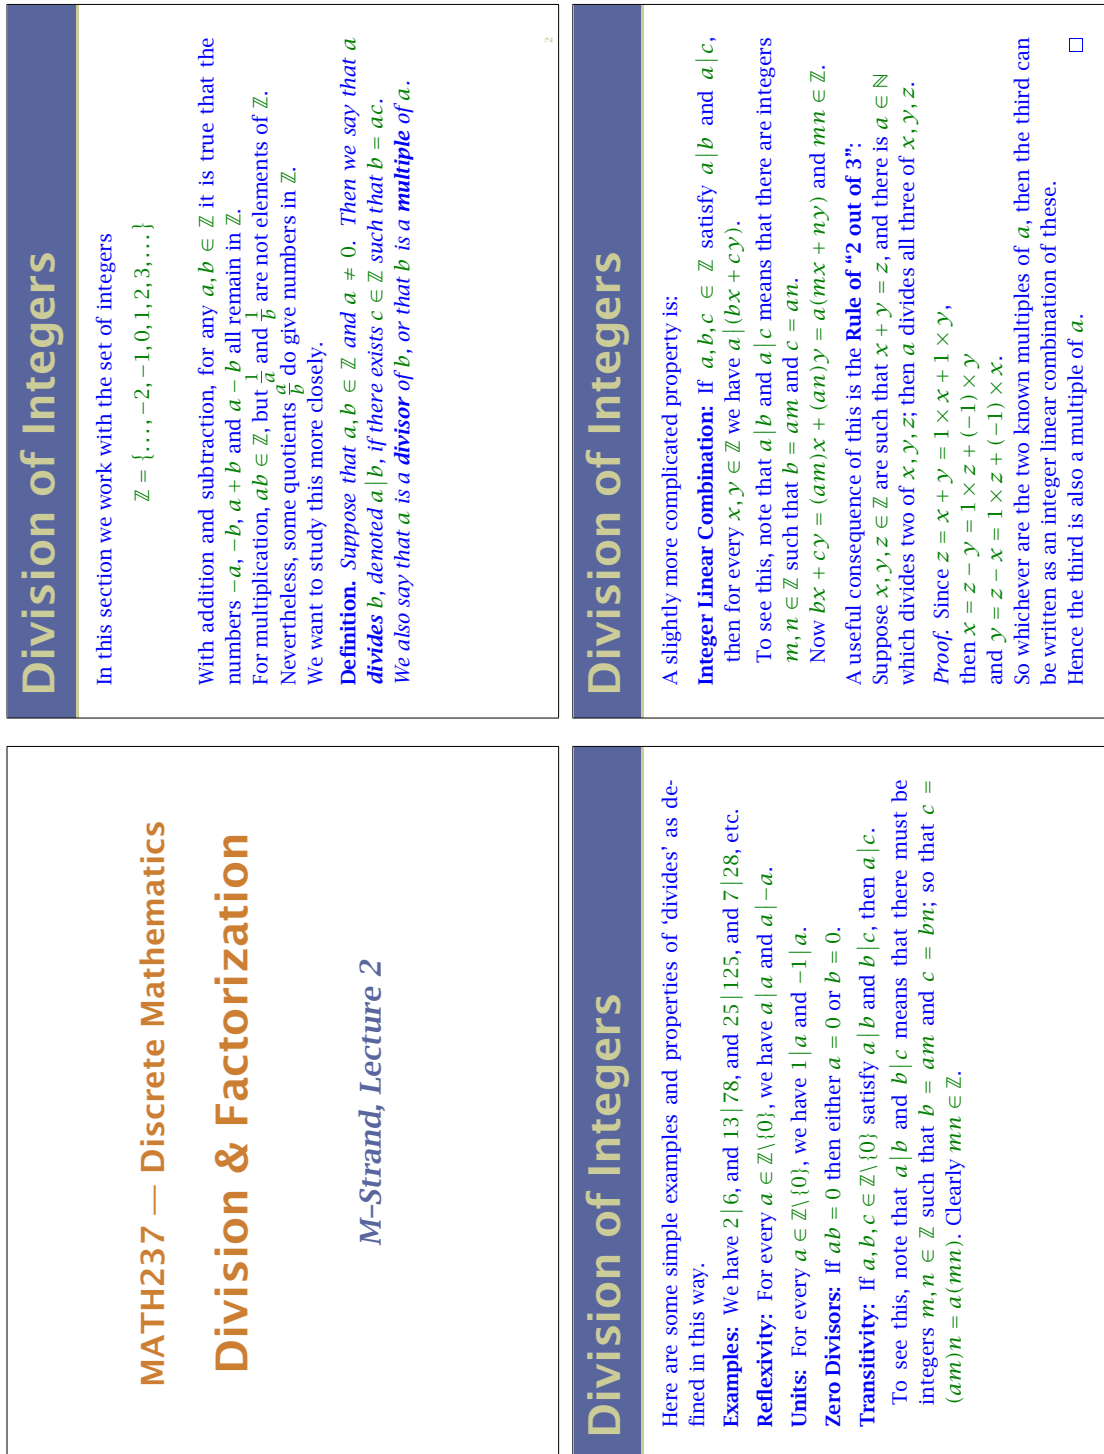 MATH237 — Discrete Mathematics
Division & Factorization
M–Strand, Lecture 2
Division of Integers
In this section we work with the set of integers
ℤ = {…, −2, −1, 0, 1, 2, 3, …}
With addition and subtraction, for any a, b ∈ ℤ it is true that the
numbers −a, −b, a + b and a − b all remain in ℤ.
For multiplication, ab ∈ ℤ, but 1/a and 1/b are not elements of ℤ.
Nevertheless, some quotients a/b do give numbers in ℤ.
We want to study this more closely.
Definition. Suppose that a, b ∈ ℤ and a ≠ 0. Then we say that a
divides b, denoted a|b, if there exists c ∈ ℤ such that b = ac.
We also say that a is a divisor of b, or that b is a multiple of a.
2
Division of Integers
Here are some simple examples and properties of ‘divides’ as de-
fined in this way.
Examples: We have 2|6, and 13|78, and 25|125, and 7|28, etc.
Reflexivity: For every a ∈ ℤ\{0}, we have a|a and a|−a.
Units: For every a ∈ ℤ\{0}, we have 1|a and −1|a.
Zero Divisors: If ab = 0 then either a = 0 or b = 0.
Transitivity: If a, b, c ∈ ℤ\{0} satisfy a|b and b|c, then a|c.
To see this, note that a|b and b|c means that there must be
integers m, n ∈ ℤ such that b = am and c = bn; so that c =
(am)n = a(mn). Clearly mn ∈ ℤ.
Division of Integers
A slightly more complicated property is:
Integer Linear Combination: If a, b, c ∈ ℤ satisfy a|b and a|c,
then for every x, y ∈ ℤ we have a|(bx + cy).
To see this, note that a|b and a|c means that there are integers
m, n ∈ ℤ such that b = am and c = an.
Now bx + cy = (am)x + (an)y = a(mx + ny) and mn ∈ ℤ.
A useful consequence of this is the Rule of “2 out of 3”:
Suppose x, y, z ∈ ℤ are such that x + y = z, and there is a ∈ ℕ
which divides two of x, y, z; then a divides all three of x, y, z.
Proof. Since z = x + y = 1 × x + 1 × y,
then x = z − y = 1 × z + (−1) × y
and y = z − x = 1 × z + (−1) × x.
So whichever are the two known multiples of a, then the third can
be written as an integer linear combination of these.
Hence the third is also a multiple of a. □